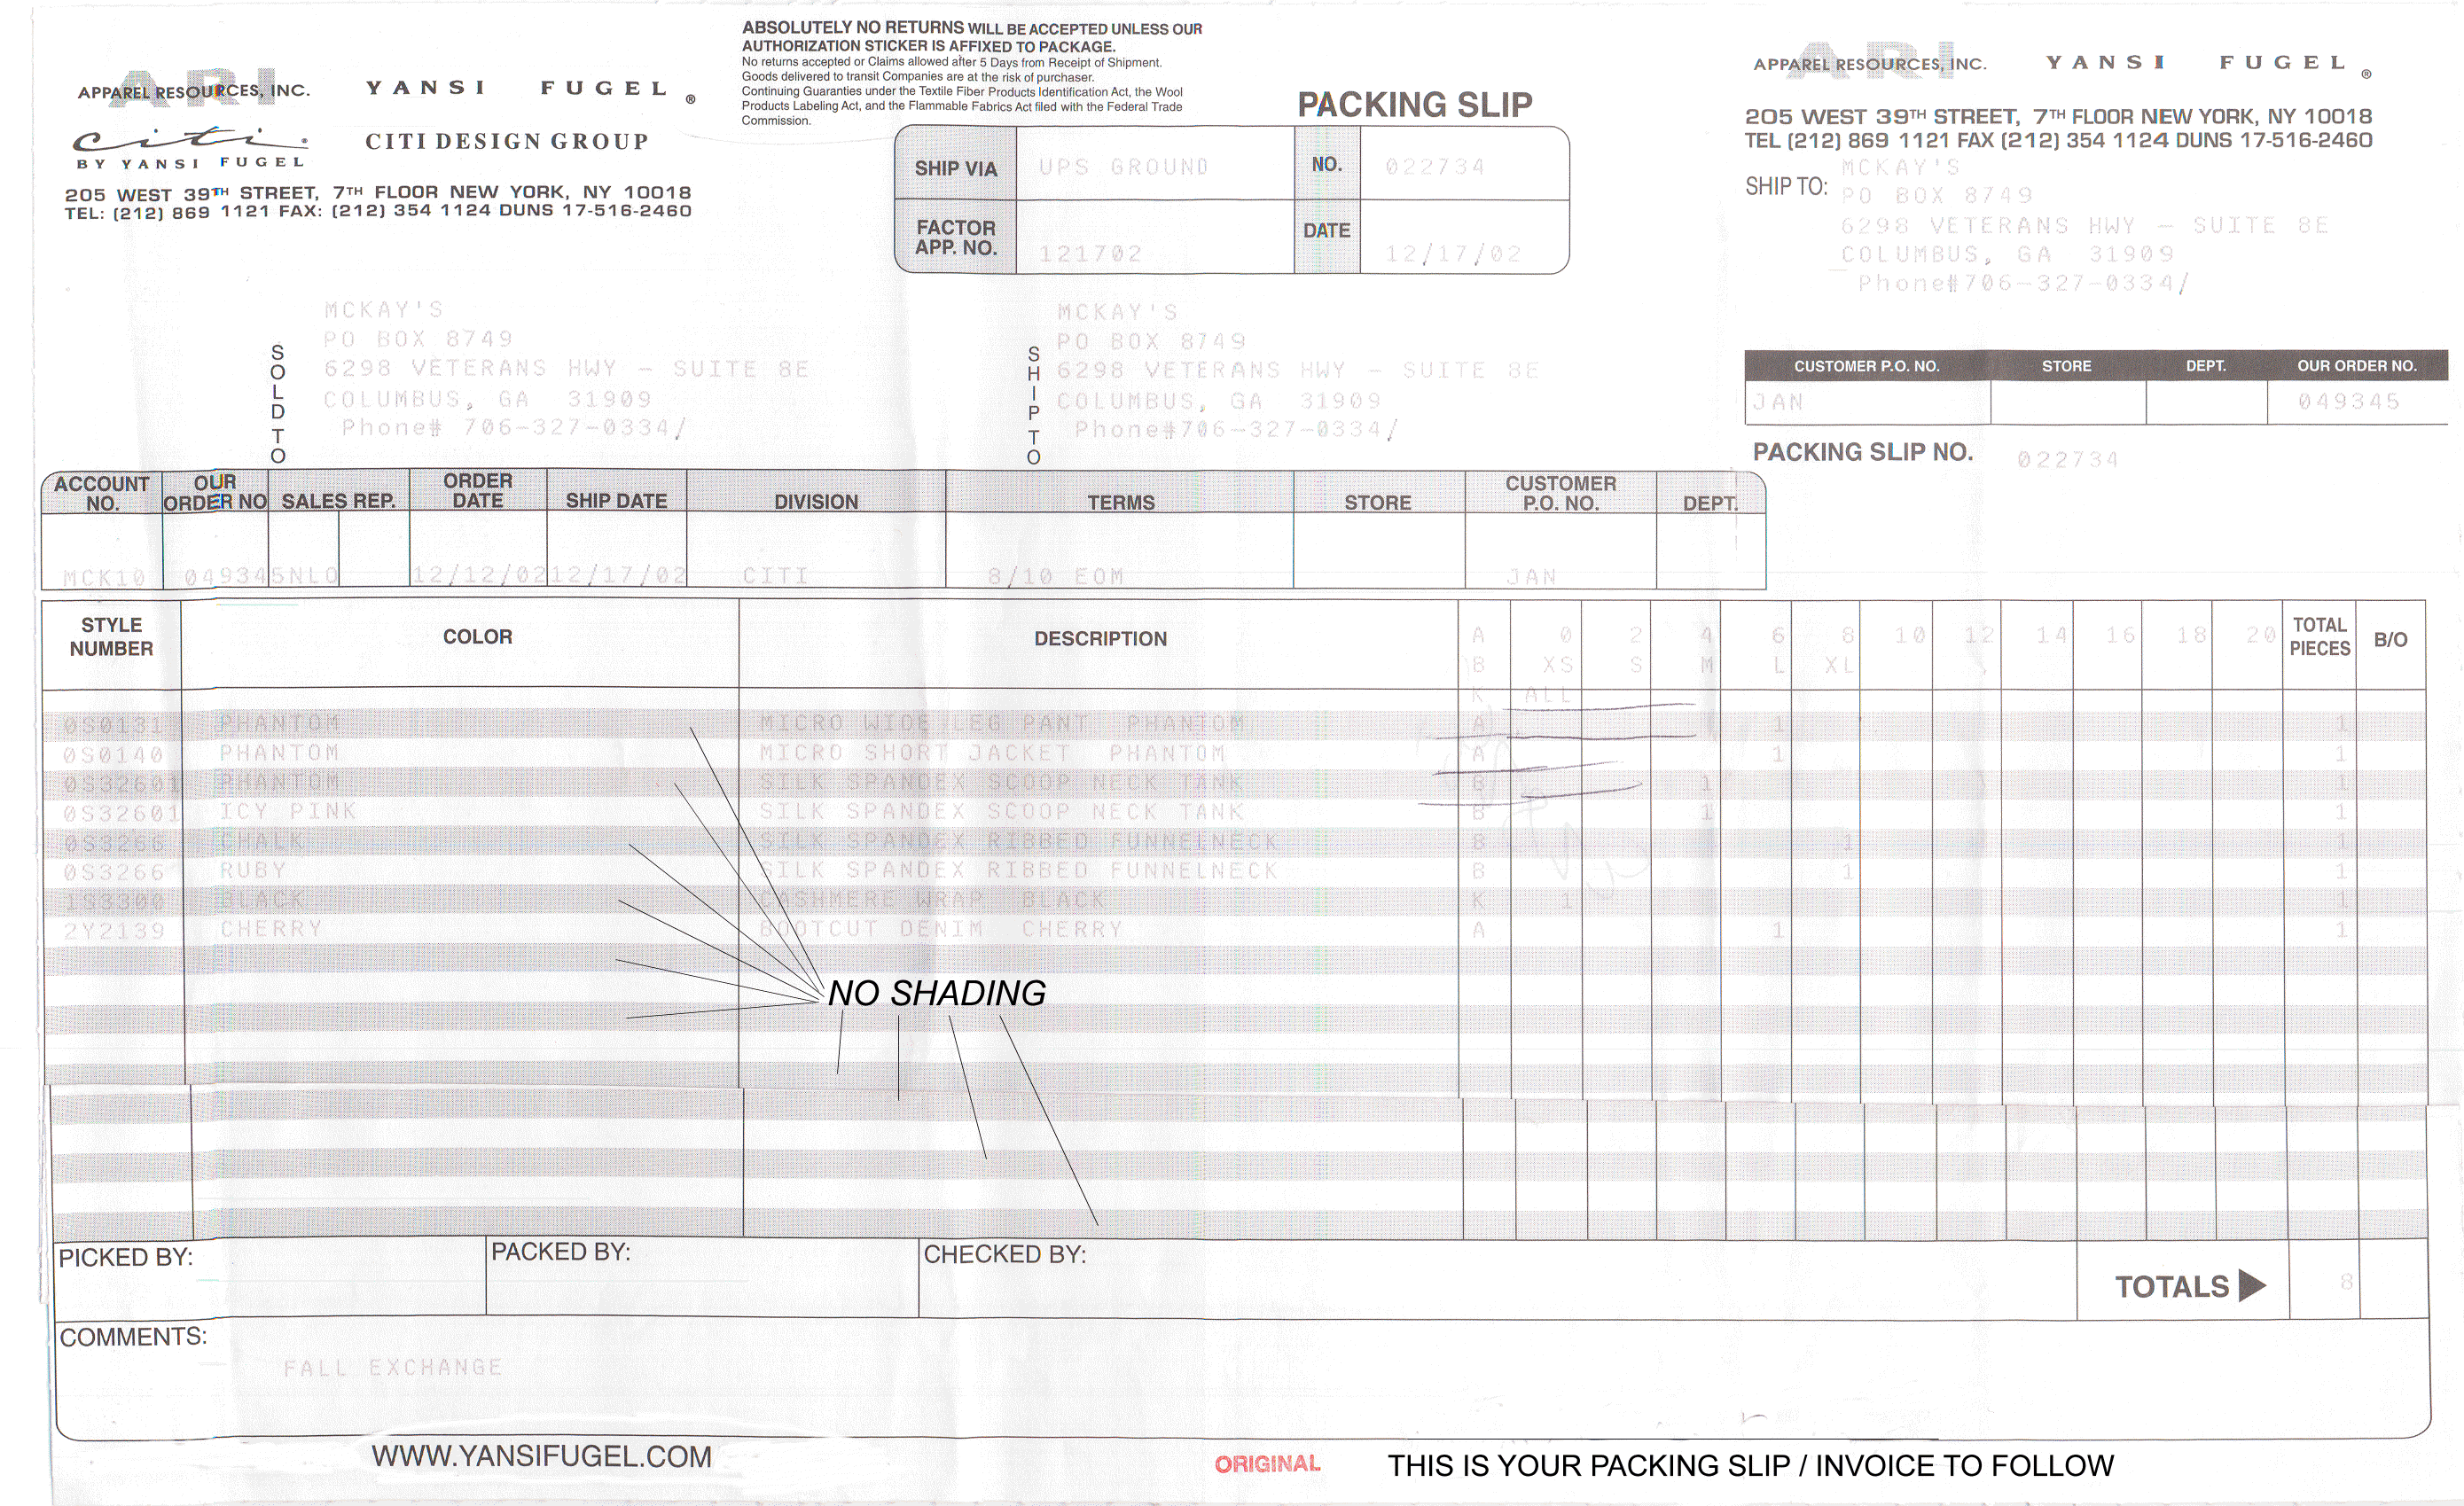 ARI
APPAREL RESOURCES, INC.
YANSI FUGEL ®
citi
BY YANSI FUGEL
CITI DESIGN GROUP
205 WEST 39TH STREET, 7TH FLOOR NEW YORK, NY 10018
TEL: (212) 869 1121 FAX: (212) 354 1124 DUNS 17-516-2460
ABSOLUTELY NO RETURNS WILL BE ACCEPTED UNLESS OUR
AUTHORIZATION STICKER IS AFFIXED TO PACKAGE.
No returns accepted or Claims allowed after 5 Days from Receipt of Shipment.
Goods delivered to transit Companies are at the risk of purchaser.
Continuing Guaranties under the Textile Fiber Products Identification Act, the Wool
Products Labeling Act, and the Flammable Fabrics Act filed with the Federal Trade
Commission.
PACKING SLIP
SHIP VIA UPS GROUND NO. 022734
FACTOR APP. NO. 121702 DATE 12/17/02
ARI
APPAREL RESOURCES, INC. YANSI FUGEL ®
205 WEST 39TH STREET, 7TH FLOOR NEW YORK, NY 10018
TEL (212) 869 1121 FAX (212) 354 1124 DUNS 17-516-2460
SHIP TO:
MCKAY'S
PO BOX 8749
6298 VETERANS HWY - SUITE 8E
COLUMBUS, GA 31909
Phone#706-327-0334/
SOLD TO
MCKAY'S
PO BOX 8749
6298 VETERANS HWY - SUITE 8E
COLUMBUS, GA 31909
Phone# 706-327-0334/
SHIP TO
MCKAY'S
PO BOX 8749
6298 VETERANS HWY - SUITE 8E
COLUMBUS, GA 31909
Phone#706-327-0334/
CUSTOMER P.O. NO. STORE DEPT. OUR ORDER NO.
JAN 049345
PACKING SLIP NO. 022734
ACCOUNT NO. OUR ORDER NO SALES REP. ORDER DATE SHIP DATE DIVISION TERMS STORE CUSTOMER P.O. NO. DEPT.
MCK10 049345 NLO 12/12/02 12/17/02 CITI 8/10 EOM JAN
STYLE NUMBER COLOR DESCRIPTION A 0 2 4 6 8 10 12 14 16 18 20 TOTAL PIECES B/O
B XS S M L XL
K ALL
0S0131 PHANTOM MICRO WIDE LEG PANT PHANTOM A 1 1
0S0140 PHANTOM MICRO SHORT JACKET PHANTOM A 1 1
0S32601 PHANTOM SILK SPANDEX SCOOP NECK TANK B 1 1
0S32601 ICY PINK SILK SPANDEX SCOOP NECK TANK B 1 1
0S3266 CHALK SILK SPANDEX RIBBED FUNNELNECK B 1 1
0S3266 RUBY SILK SPANDEX RIBBED FUNNELNECK B 1 1
1S3300 BLACK CASHMERE WRAP BLACK K 1 1
2Y2139 CHERRY BOOTCUT DENIM CHERRY A 1 1
NO SHADING
PICKED BY: PACKED BY: CHECKED BY: TOTALS 8
COMMENTS:
FALL EXCHANGE
WWW.YANSIFUGEL.COM
ORIGINAL
THIS IS YOUR PACKING SLIP / INVOICE TO FOLLOW